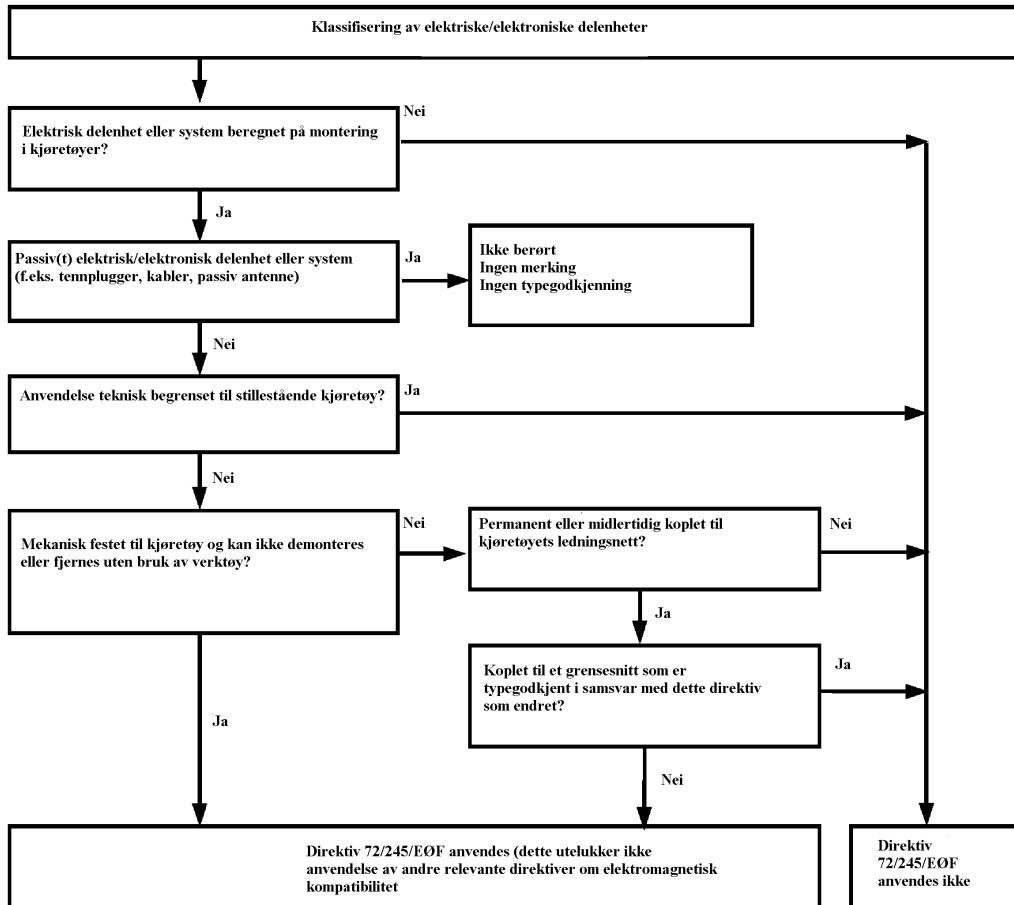 Klassifisering av elektriske/elektroniske delenheter
Nei
Elektrisk delenhet eller system beregnet på montering
i kjøretøyer?
Ja
Passiv(t) elektrisk/elektronisk delenhet eller system
(f.eks. tennplugger, kabler, passiv antenne)
Ja
Ikke berørt
Ingen merking
Ingen typegodkjenning
Nei
Anvendelse teknisk begrenset til stillestående kjøretøy?
Ja
Nei
Mekanisk festet til kjøretøy og kan ikke demonteres
eller fjernes uten bruk av verktøy?
Nei
Permanent eller midlertidig koplet til
kjøretøyets ledningsnett?
Nei
Ja
Koplet til et grensesnitt som er
typegodkjent i samsvar med dette direktiv
som endret?
Ja
Ja
Nei
Direktiv 72/245/EØF anvendes (dette utelukker ikke
anvendelse av andre relevante direktiver om elektromagnetisk
kompatibilitet
Direktiv
72/245/EØF
anvendes ikke